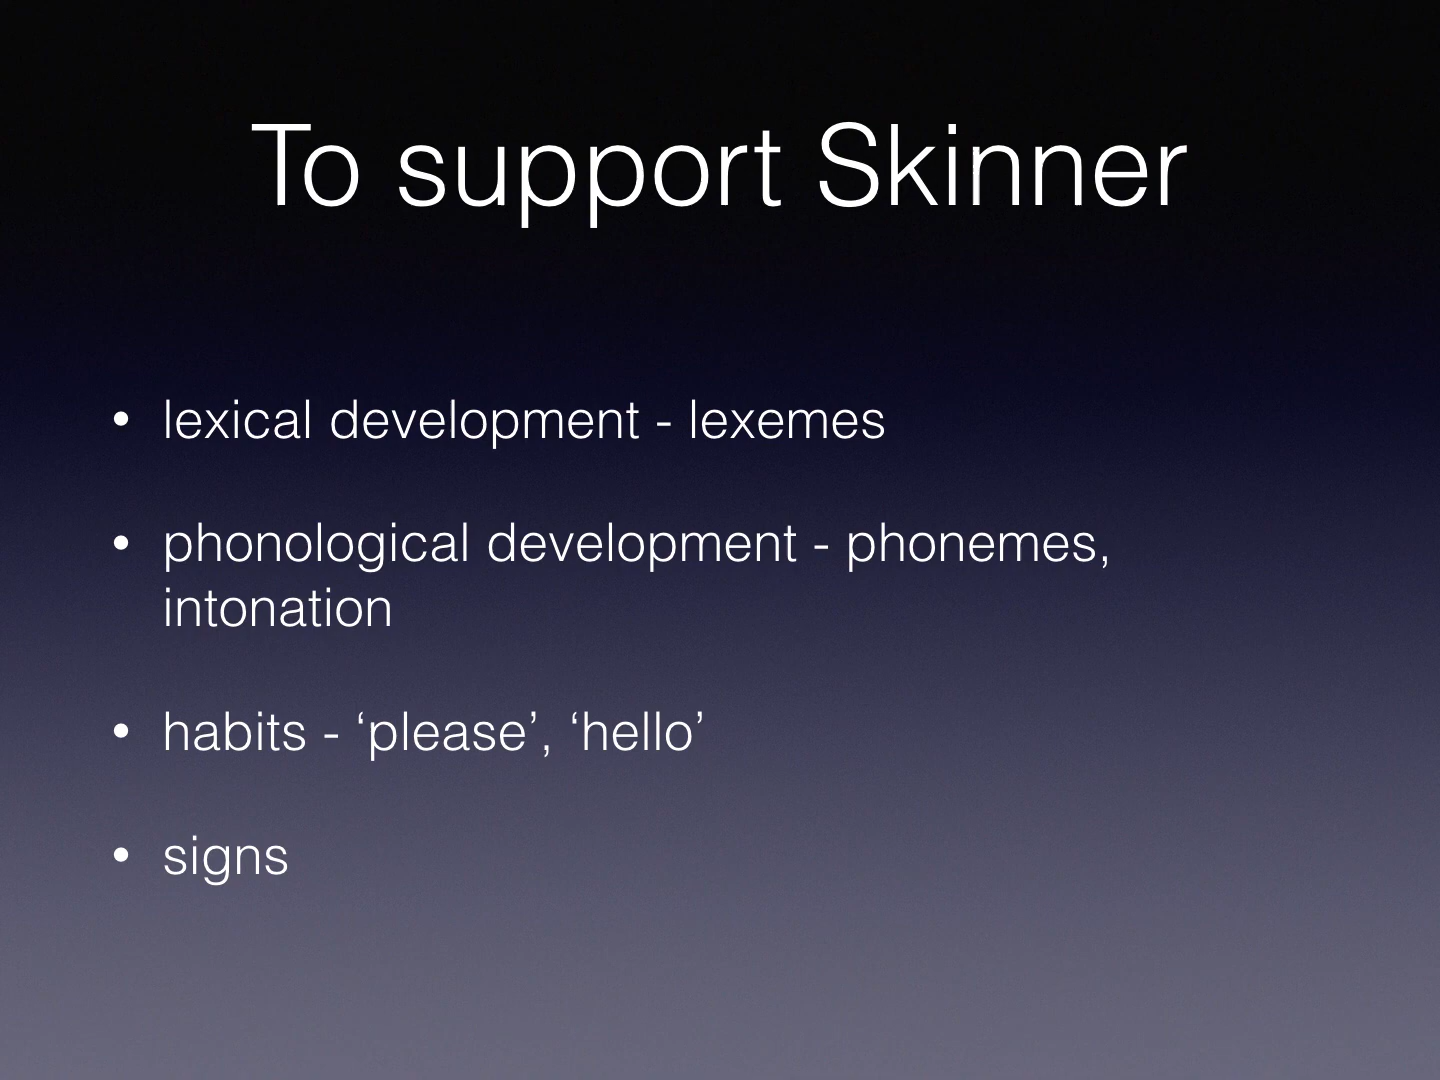 To support Skinner
• lexical development - lexemes
• phonological development - phonemes,
intonation
• habits - ‘please’, ‘hello’
• signs